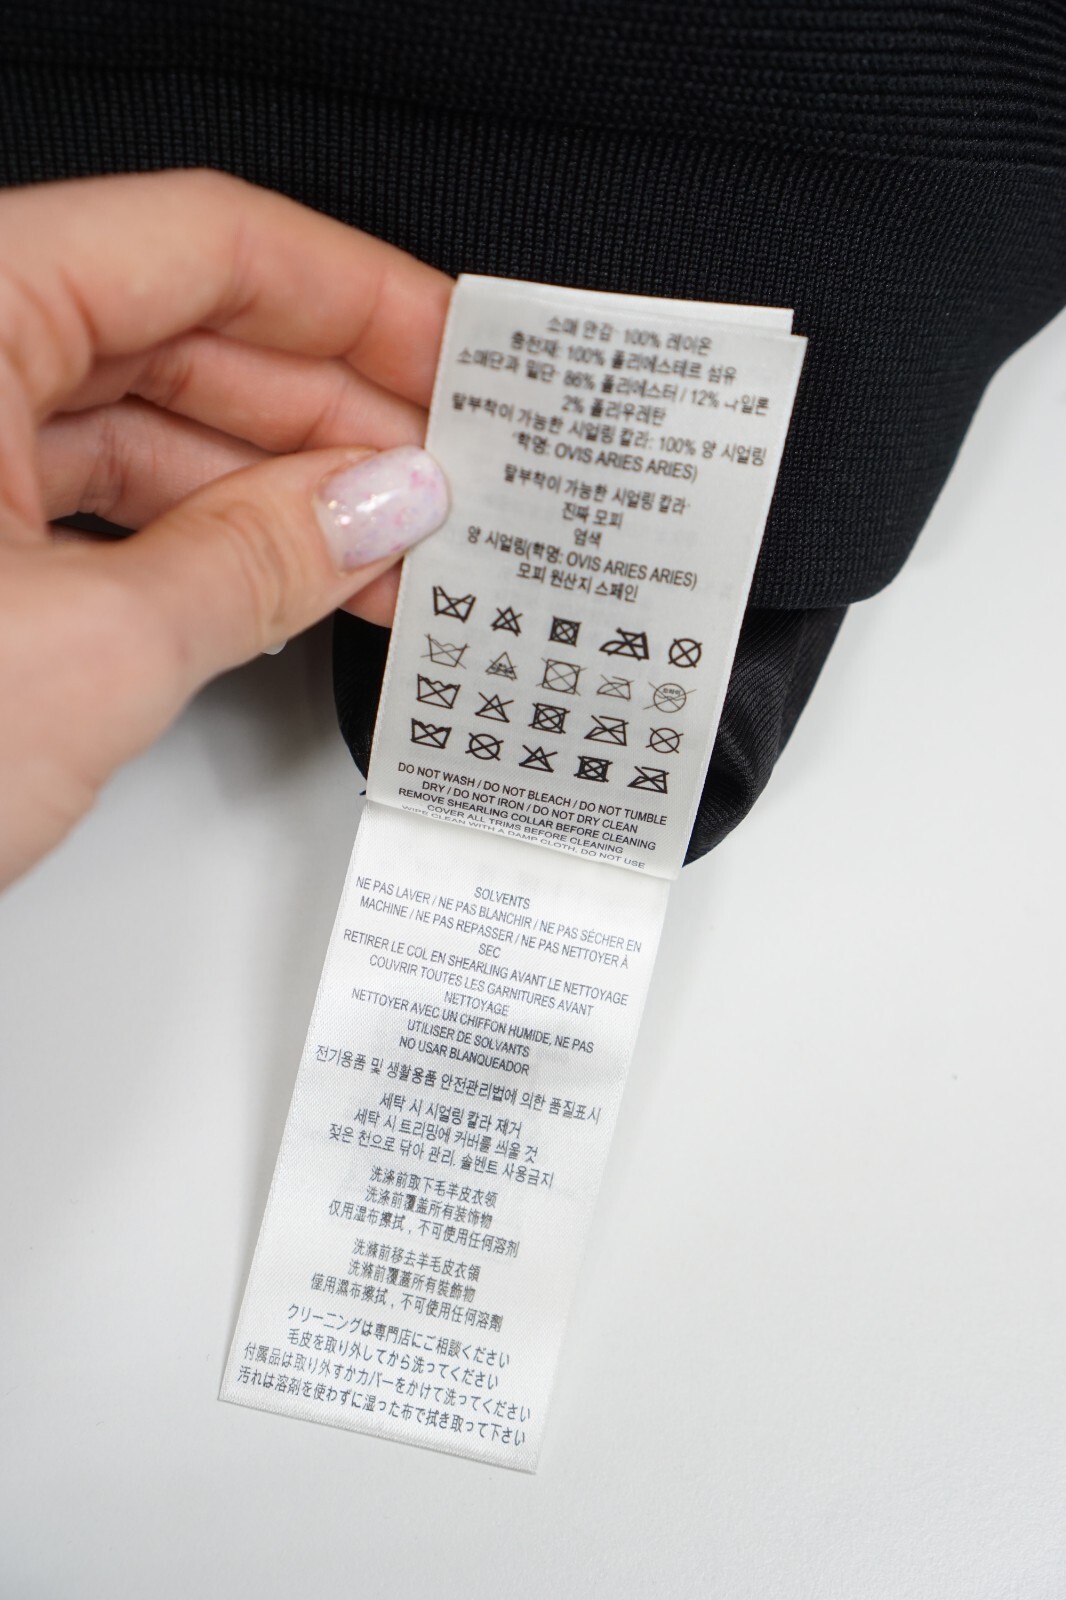 소매 안감: 100% 레이온
충전재: 100% 폴리에스테르 섬유
소매단과 밑단: 86% 폴리에스터 / 12% 나일론
2% 폴리우레탄
탈부착이 가능한 시얼링 칼라: 100% 양 시얼링
(학명: OVIS ARIES ARIES)
탈부착이 가능한 시얼링 칼라:
진짜 모피
염색
양 시얼링(학명: OVIS ARIES ARIES)
모피 원산지 스페인
DO NOT WASH / DO NOT BLEACH / DO NOT TUMBLE
DRY / DO NOT IRON / DO NOT DRY CLEAN
REMOVE SHEARLING COLLAR BEFORE CLEANING
COVER ALL TRIMS BEFORE CLEANING
WIPE CLEAN WITH A DAMP CLOTH, DO NOT USE
SOLVENTS
NE PAS LAVER / NE PAS BLANCHIR / NE PAS SÉCHER EN
MACHINE / NE PAS REPASSER / NE PAS NETTOYER À
SEC
RETIRER LE COL EN SHEARLING AVANT LE NETTOYAGE
COUVRIR TOUTES LES GARNITURES AVANT
NETTOYAGE
NETTOYER AVEC UN CHIFFON HUMIDE, NE PAS
UTILISER DE SOLVANTS
NO USAR BLANQUEADOR
전기용품 및 생활용품 안전관리법에 의한 품질표시
세탁 시 시얼링 칼라 제거
세탁 시 트리밍에 커버를 씌울 것
젖은 천으로 닦아 관리. 솔벤트 사용금지
洗涤前取下毛羊皮衣领
洗涤前覆盖所有装饰物
仅用湿布擦拭，不可使用任何溶剂
洗滌前移去羊毛皮衣領
洗滌前覆蓋所有裝飾物
僅用濕布擦拭，不可使用任何溶劑
クリーニングは専門店にご相談ください
毛皮を取り外してから洗ってください
付属品は取り外すかカバーをかけて洗ってください
汚れは溶剤を使わずに湿った布で拭き取って下さい